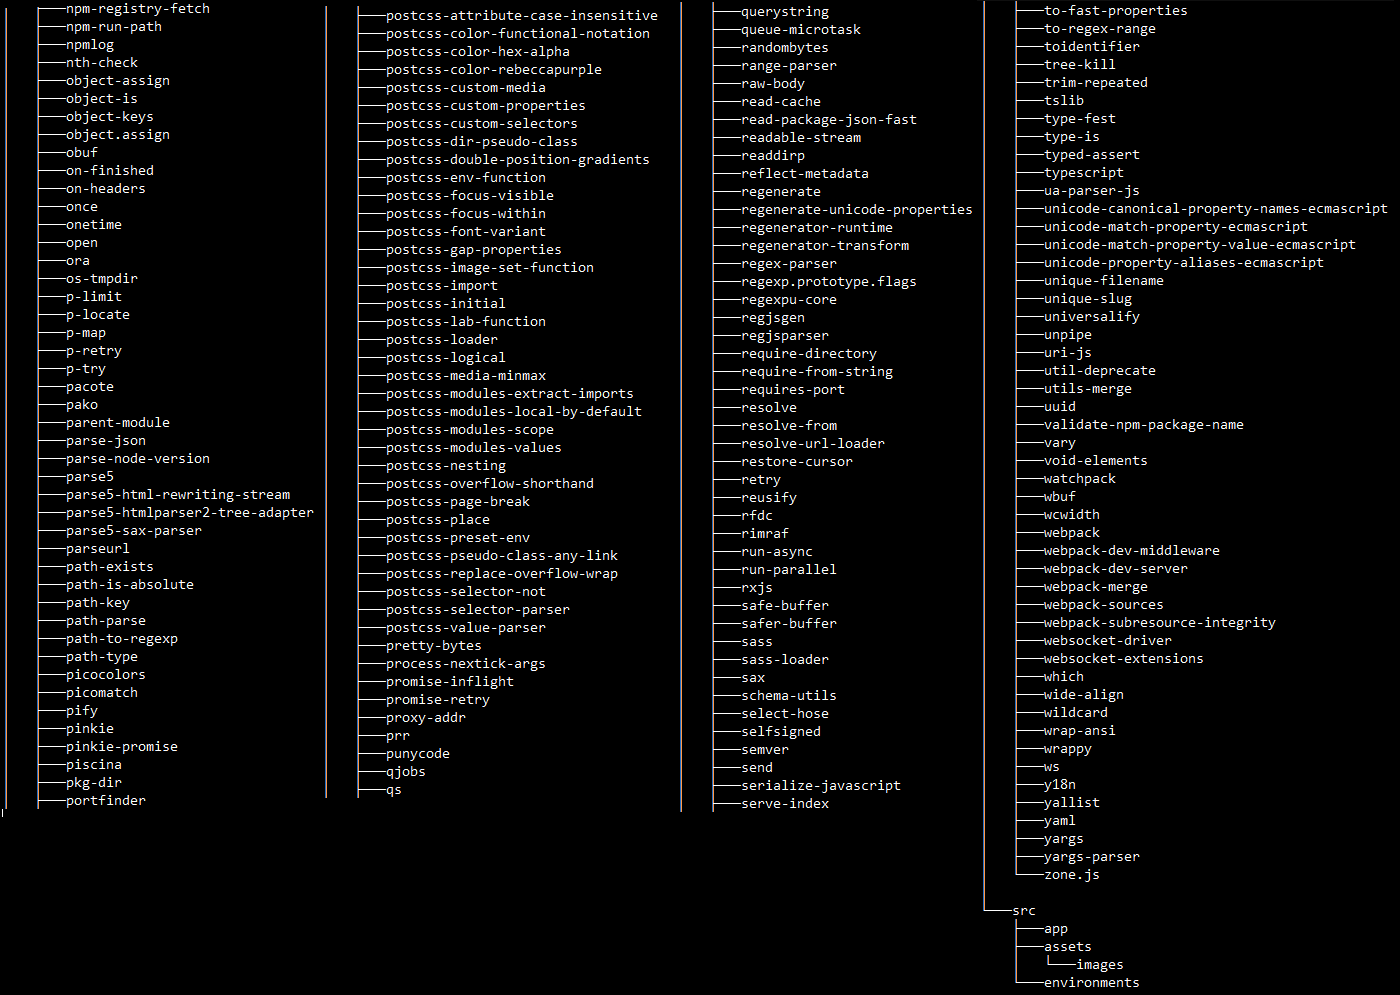 npm-registry-fetch
npm-run-path
npmlog
nth-check
object-assign
object-is
object-keys
object.assign
obuf
on-finished
on-headers
once
onetime
open
ora
os-tmpdir
p-limit
p-locate
p-map
p-retry
p-try
pacote
pako
parent-module
parse-json
parse-node-version
parse5
parse5-html-rewriting-stream
parse5-htmlparser2-tree-adapter
parse5-sax-parser
parseurl
path-exists
path-is-absolute
path-key
path-parse
path-to-regexp
path-type
picocolors
picomatch
pify
pinkie
pinkie-promise
piscina
pkg-dir
portfinder
postcss-attribute-case-insensitive
postcss-color-functional-notation
postcss-color-hex-alpha
postcss-color-rebeccapurple
postcss-custom-media
postcss-custom-properties
postcss-custom-selectors
postcss-dir-pseudo-class
postcss-double-position-gradients
postcss-env-function
postcss-focus-visible
postcss-focus-within
postcss-font-variant
postcss-gap-properties
postcss-image-set-function
postcss-import
postcss-initial
postcss-lab-function
postcss-loader
postcss-logical
postcss-media-minmax
postcss-modules-extract-imports
postcss-modules-local-by-default
postcss-modules-scope
postcss-modules-values
postcss-nesting
postcss-overflow-shorthand
postcss-page-break
postcss-place
postcss-preset-env
postcss-pseudo-class-any-link
postcss-replace-overflow-wrap
postcss-selector-not
postcss-selector-parser
postcss-value-parser
pretty-bytes
process-nextick-args
promise-inflight
promise-retry
proxy-addr
prr
punycode
qjobs
qs
querystring
queue-microtask
randombytes
range-parser
raw-body
read-cache
read-package-json-fast
readable-stream
readdirp
reflect-metadata
regenerate
regenerate-unicode-properties
regenerator-runtime
regenerator-transform
regex-parser
regexp.prototype.flags
regexpu-core
regjsgen
regjsparser
require-directory
require-from-string
requires-port
resolve
resolve-from
resolve-url-loader
restore-cursor
retry
reusify
rfdc
rimraf
run-async
run-parallel
rxjs
safe-buffer
safer-buffer
sass
sass-loader
sax
schema-utils
select-hose
selfsigned
semver
send
serialize-javascript
serve-index
to-fast-properties
to-regex-range
toidentifier
tree-kill
trim-repeated
tslib
type-fest
type-is
typed-assert
typescript
ua-parser-js
unicode-canonical-property-names-ecmascript
unicode-match-property-ecmascript
unicode-match-property-value-ecmascript
unicode-property-aliases-ecmascript
unique-filename
unique-slug
universalify
unpipe
uri-js
util-deprecate
utils-merge
uuid
validate-npm-package-name
vary
void-elements
watchpack
wbuf
wcwidth
webpack
webpack-dev-middleware
webpack-dev-server
webpack-merge
webpack-sources
webpack-subresource-integrity
websocket-driver
websocket-extensions
which
wide-align
wildcard
wrap-ansi
wrappy
ws
y18n
yallist
yaml
yargs
yargs-parser
zone.js
src
app
assets
images
environments